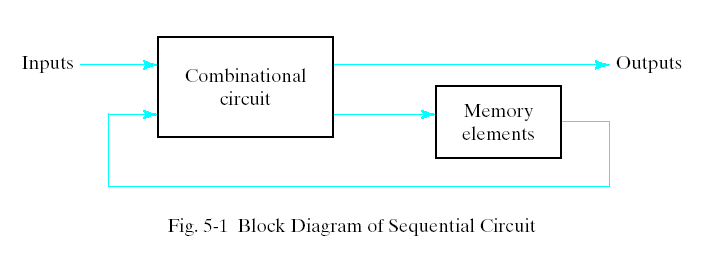 Inputs
Combinational
circuit
Outputs
Memory
elements
Fig. 5-1 Block Diagram of Sequential Circuit